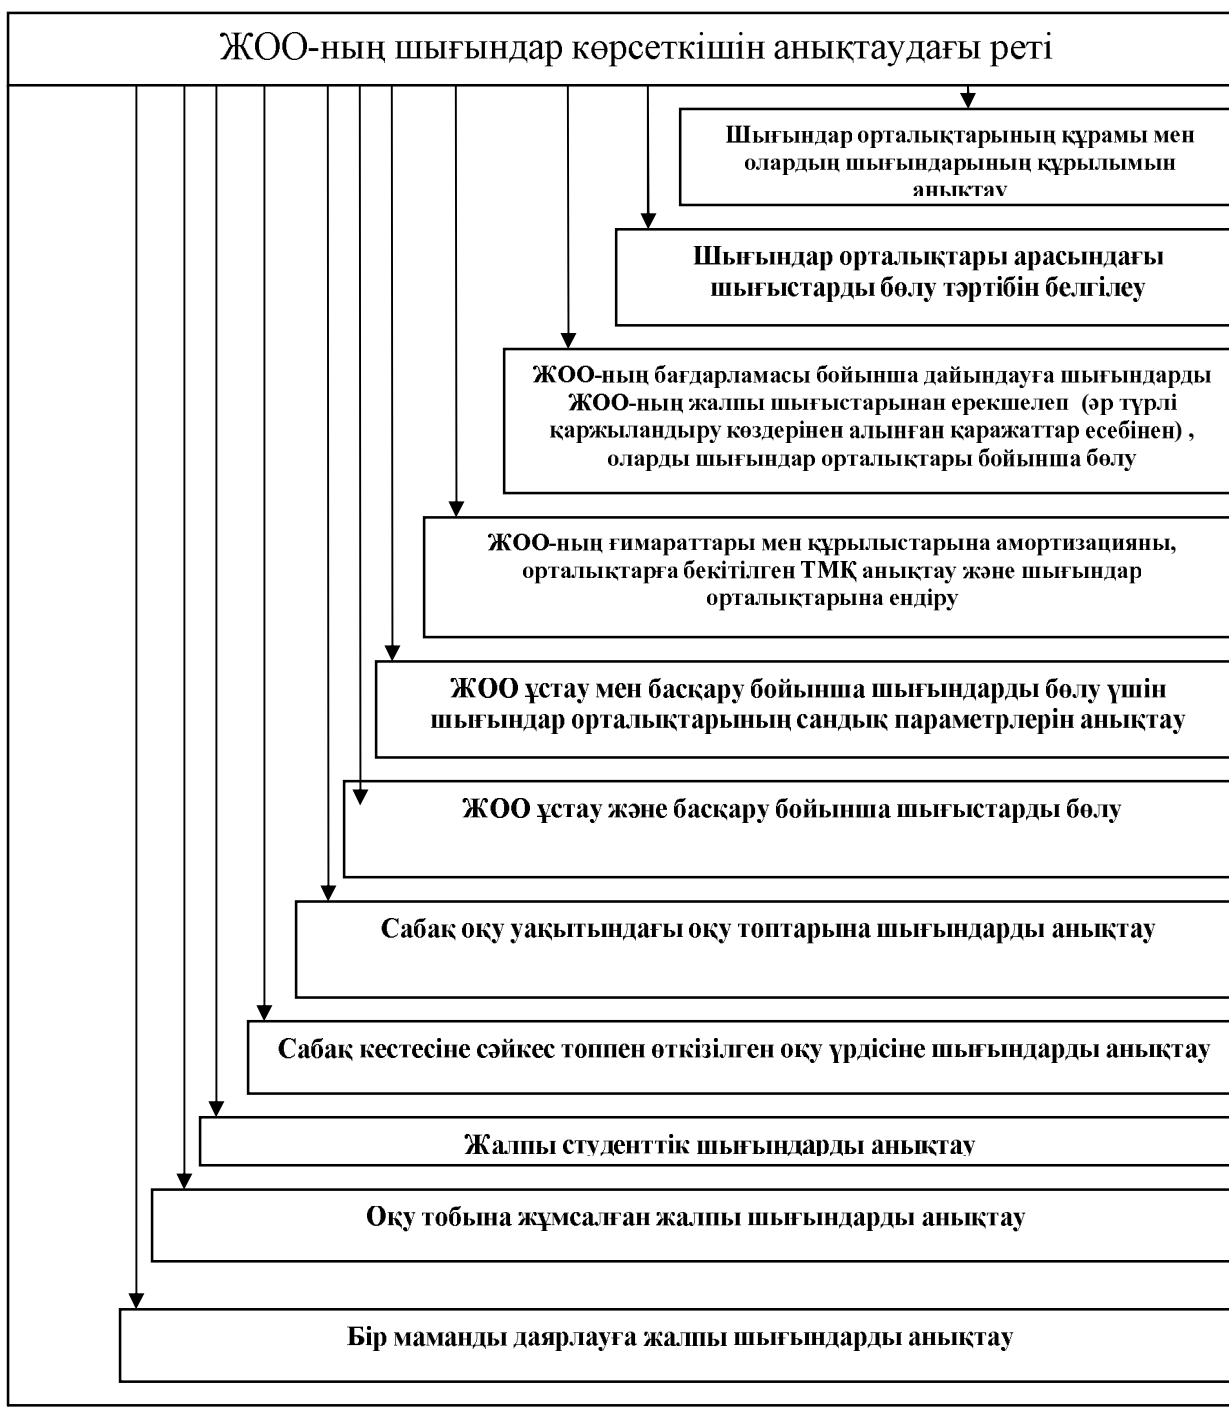 ЖОО-ның шығындар көрсеткішін анықтаудағы реті
Шығындар орталықтарының құрамы мен
олардың шығындарының құрылымын
анықтау
Шығындар орталықтары арасындағы
шығыстарды бөлу тәртібін белгілеу
ЖОО-ның бағдарламасы бойынша дайындауға шығындарды
ЖОО-ның жалпы шығыстарынан ерекшелеп (әр түрлі
қаржыландыру көздерінен алынған қаражаттар есебінен) ,
оларды шығындар орталықтары бойынша бөлу
ЖОО-ның ғимараттары мен құрылыстарына амортизацияны,
орталықтарға бекітілген ТМҚ анықтау және шығындар
орталықтарына ендіру
ЖОО ұстау мен басқару бойынша шығындарды бөлу үшін
шығындар орталықтарының сандық параметрлерін анықтау
ЖОО ұстау және басқару бойынша шығыстарды бөлу
Сабақ оқу уақытындағы оқу топтарына шығындарды анықтау
Сабақ кестесіне сәйкес топпен өткізілген оқу үрдісіне шығындарды анықтау
Жалпы студенттік шығындарды анықтау
Оқу тобына жұмсалған жалпы шығындарды анықтау
Бір маманды даярлауға жалпы шығындарды анықтау